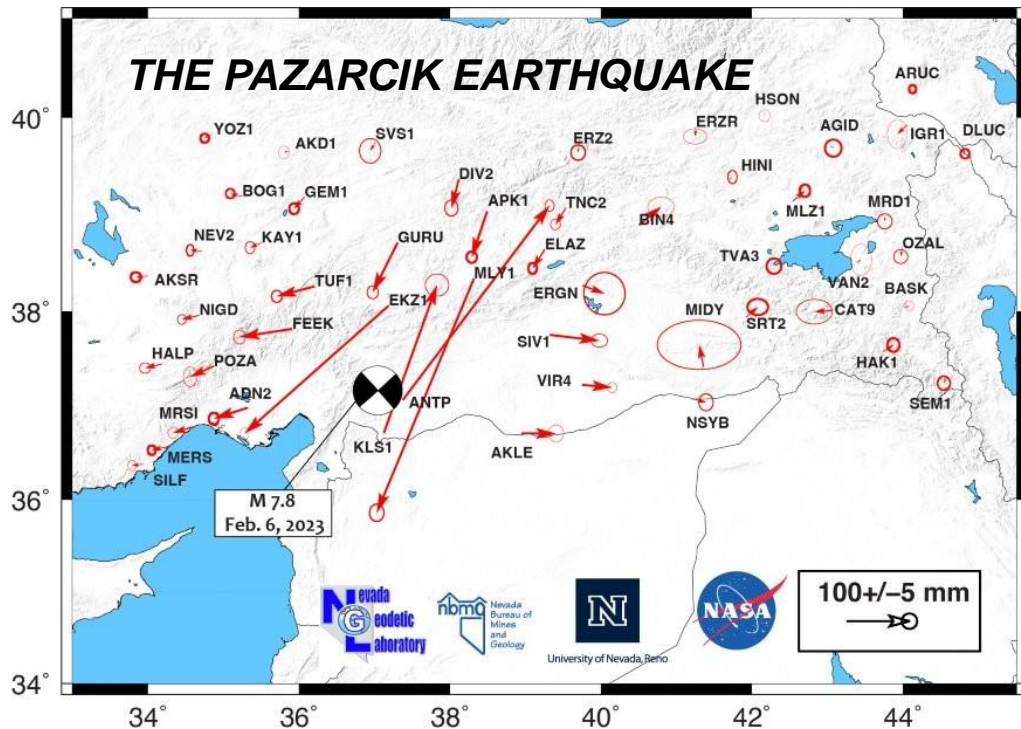 THE PAZARCIK EARTHQUAKE
ARUC
40°
HSON
YOZ1
AKD1
SVS1
ERZ2
ERZR
AGID
IGR1
DLUC
DIV2
HINI
BOG1
GEM1
APK1
TNC2
BIN4
MLZ1
MRD1
NEV2
KAY1
GURU
ELAZ
TVA3
OZAL
AKSR
TUF1
MLY1
ERGN
VAN2
BASK
38°
NIGD
FEEK
EKZ1
MIDY
SRT2
CAT9
SIV1
HALP
POZA
HAK1
VIR4
ADN2
ANTP
SEM1
MRSI
KLS1
AKLE
NSYB
MERS
SILF
36°
M 7.8
Feb. 6, 2023
Nevada
Geodetic
Laboratory
nbmg
Nevada
Bureau of
Mines
and
Geology
N
University of Nevada, Reno
NASA
100+/−5 mm
34°
34° 36° 38° 40° 42° 44°